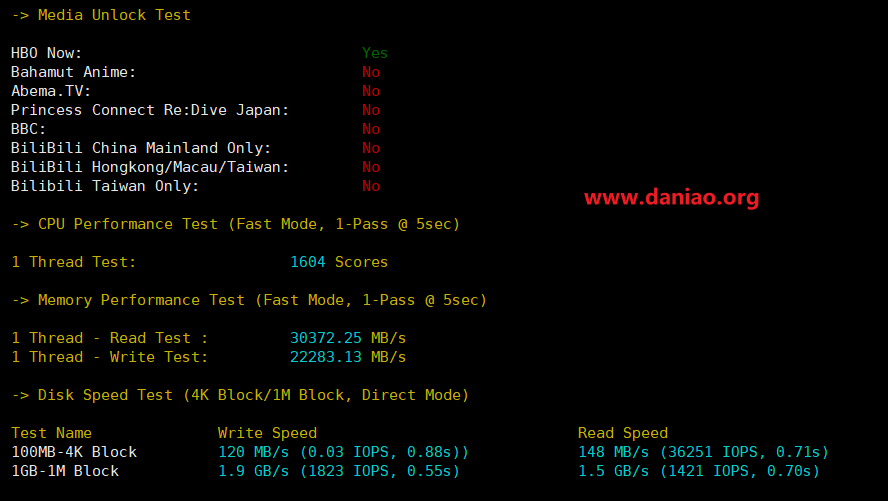 -> Media Unlock Test
HBO Now: Yes
Bahamut Anime: No
Abema.TV: No
Princess Connect Re:Dive Japan: No
BBC: No
BiliBili China Mainland Only: No
BiliBili Hongkong/Macau/Taiwan: No
Bilibili Taiwan Only: No
www.daniao.org
-> CPU Performance Test (Fast Mode, 1-Pass @ 5sec)
1 Thread Test: 1604 Scores
-> Memory Performance Test (Fast Mode, 1-Pass @ 5sec)
1 Thread - Read Test : 30372.25 MB/s
1 Thread - Write Test: 22283.13 MB/s
-> Disk Speed Test (4K Block/1M Block, Direct Mode)
Test Name Write Speed Read Speed
100MB-4K Block 120 MB/s (0.03 IOPS, 0.88s)) 148 MB/s (36251 IOPS, 0.71s)
1GB-1M Block 1.9 GB/s (1823 IOPS, 0.55s) 1.5 GB/s (1421 IOPS, 0.70s)